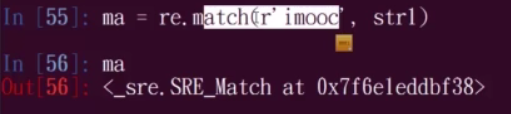 In [55]: ma = re.match(r'imooc', str1)
In [56]: ma
Out[56]: <_sre.SRE_Match at 0x7f6e1eddbf38>